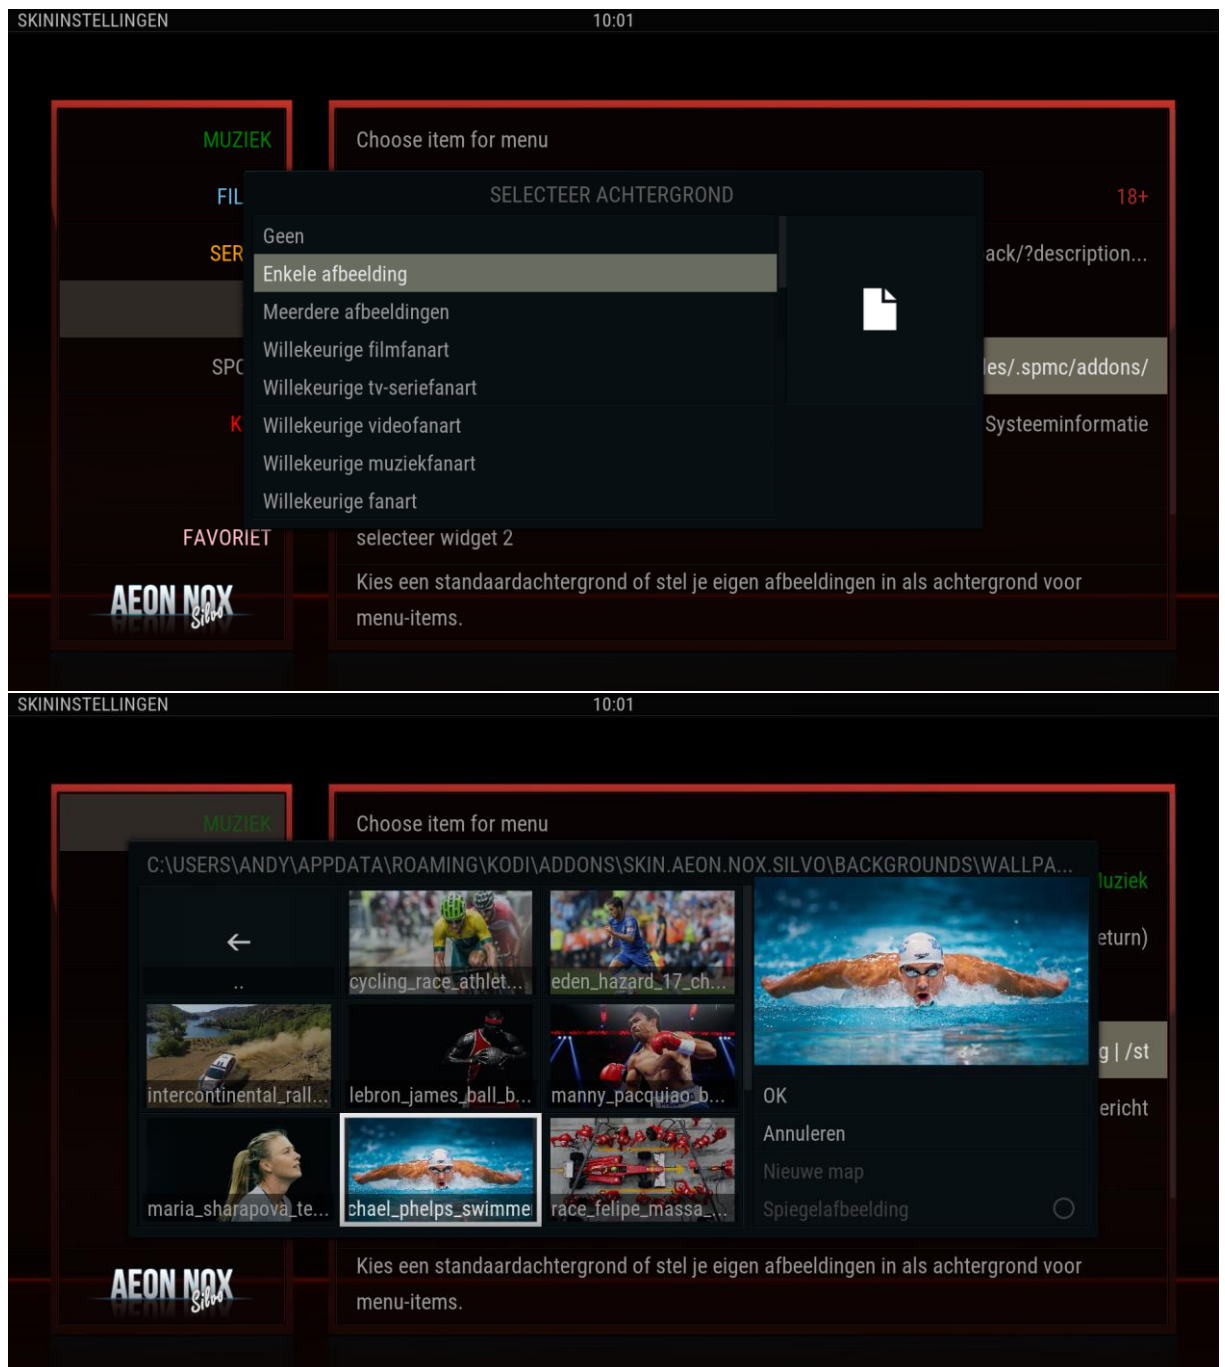 SKININSTELLINGEN 10:01
MUZIEK
Choose item for menu
SELECTEER ACHTERGROND
FIL
18+
Geen
SER
ack/?description...
Enkele afbeelding
Meerdere afbeeldingen
Willekeurige filmfanart
SPO
les/.spmc/addons/
Willekeurige tv-seriefanart
K
Willekeurige videofanart
Systeeminformatie
Willekeurige muziekfanart
Willekeurige fanart
FAVORIET
selecteer widget 2
Kies een standaardachtergrond of stel je eigen afbeeldingen in als achtergrond voor
menu-items.
AEON NOX
Silvo
SKININSTELLINGEN 10:01
MUZIEK
Choose item for menu
C:\USERS\ANDY\APPDATA\ROAMING\KODI\ADDONS\SKIN.AEON.NOX.SILVO\BACKGROUNDS\WALLPA...
uziek
eturn)
..
cycling_race_athlet...
eden_hazard_17_ch...
g | /st
intercontinental_rall...
lebron_james_ball_b...
manny_pacquiao_b...
OK
ericht
Annuleren
Nieuwe map
maria_sharapova_te...
chael_phelps_swimme
race_felipe_massa_...
Spiegelafbeelding
Kies een standaardachtergrond of stel je eigen afbeeldingen in als achtergrond voor
menu-items.
AEON NOX
Silvo